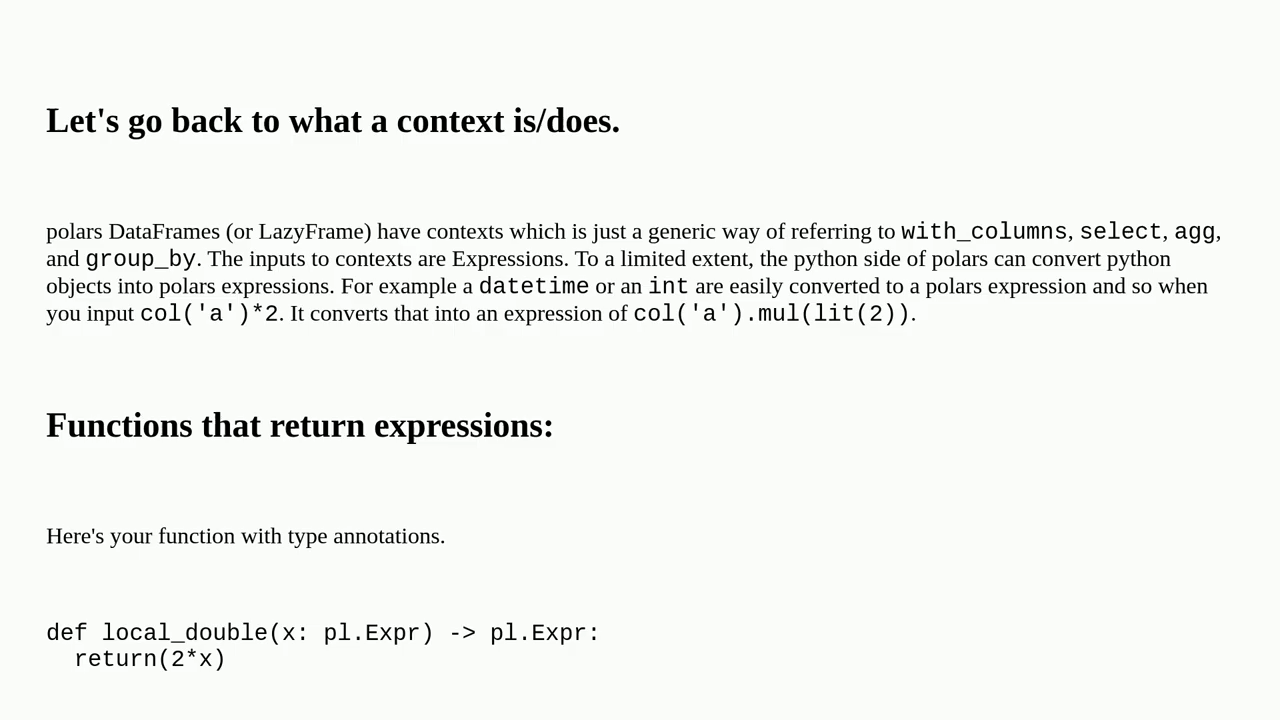 Let's go back to what a context is/does.
polars DataFrames (or LazyFrame) have contexts which is just a generic way of referring to with_columns, select, agg,
and group_by. The inputs to contexts are Expressions. To a limited extent, the python side of polars can convert python
objects into polars expressions. For example a datetime or an int are easily converted to a polars expression and so when
you input col('a')*2. It converts that into an expression of col('a').mul(lit(2)).
Functions that return expressions:
Here's your function with type annotations.
def local_double(x: pl.Expr) -> pl.Expr:
  return(2*x)